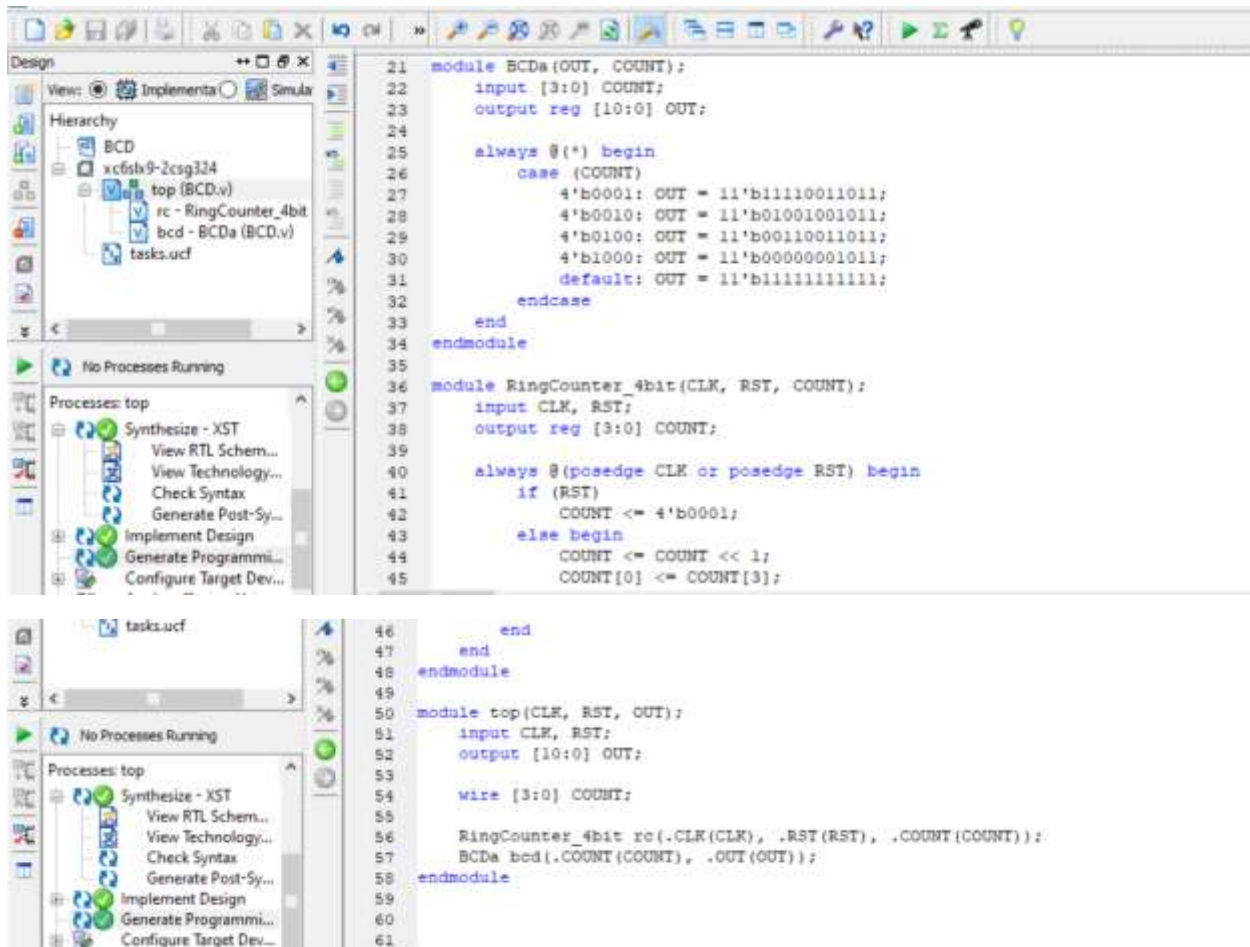 Design
View: Implementa Simula
Hierarchy
BCD
xc6slx9-2csg324
top (BCD.v)
rc - RingCounter_4bit
bcd - BCDa (BCD.v)
tasks.ucf
No Processes Running
Processes: top
Synthesize - XST
View RTL Schem...
View Technology...
Check Syntax
Generate Post-Sy...
Implement Design
Generate Programmi...
Configure Target Dev...
21 module BCDa(OUT, COUNT);
22 input [3:0] COUNT;
23 output reg [10:0] OUT;
24
25 always @(*) begin
26 case (COUNT)
27 4'b0001: OUT = 11'b11110011011;
28 4'b0010: OUT = 11'b01001001011;
29 4'b0100: OUT = 11'b00110011011;
30 4'b1000: OUT = 11'b00000001011;
31 default: OUT = 11'b11111111111;
32 endcase
33 end
34 endmodule
35
36 module RingCounter_4bit(CLK, RST, COUNT);
37 input CLK, RST;
38 output reg [3:0] COUNT;
39
40 always @(posedge CLK or posedge RST) begin
41 if (RST)
42 COUNT <= 4'b0001;
43 else begin
44 COUNT <= COUNT << 1;
45 COUNT[0] <= COUNT[3];
tasks.ucf
No Processes Running
Processes: top
Synthesize - XST
View RTL Schem...
View Technology...
Check Syntax
Generate Post-Sy...
Implement Design
Generate Programmi...
Configure Target Dev...
46 end
47 end
48 endmodule
49
50 module top(CLK, RST, OUT);
51 input CLK, RST;
52 output [10:0] OUT;
53
54 wire [3:0] COUNT;
55
56 RingCounter_4bit rc(.CLK(CLK), .RST(RST), .COUNT(COUNT));
57 BCDa bcd(.COUNT(COUNT), .OUT(OUT));
58 endmodule
59
60
61